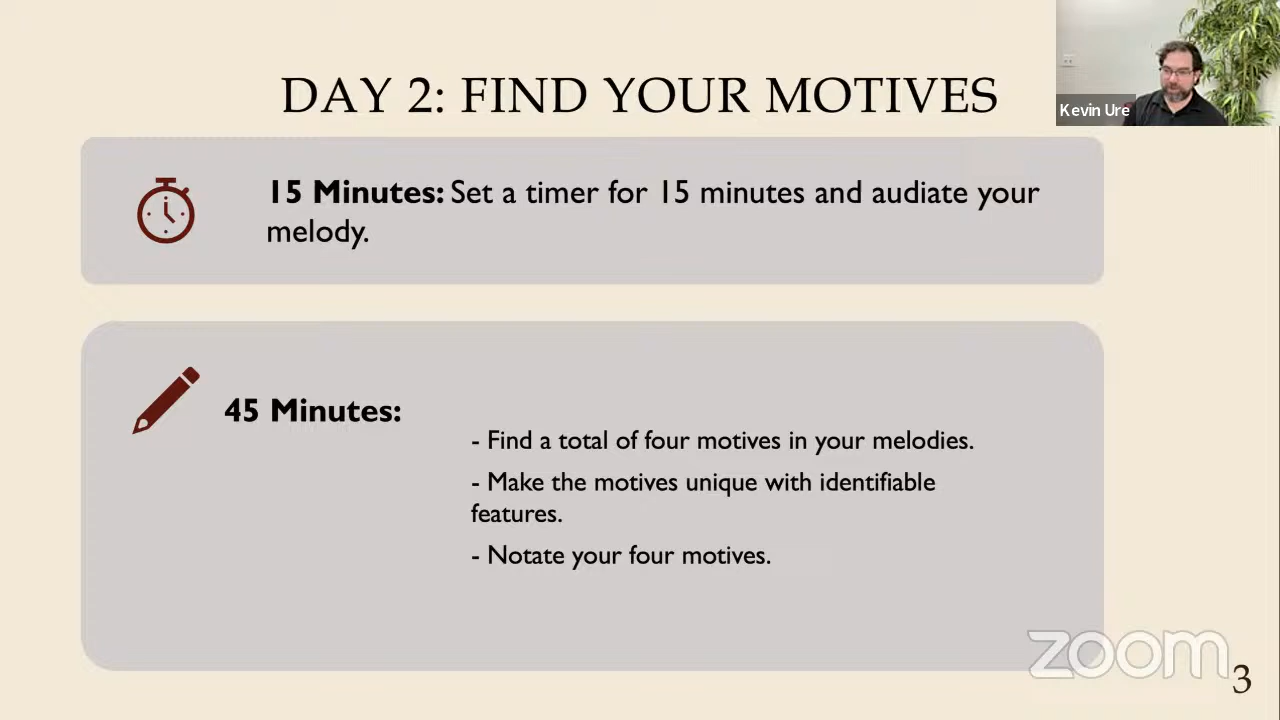 DAY 2: FIND YOUR MOTIVES
Kevin Ure
15 Minutes: Set a timer for 15 minutes and audiate your
melody.
45 Minutes:
- Find a total of four motives in your melodies.
- Make the motives unique with identifiable
features.
- Notate your four motives.
zoom
3